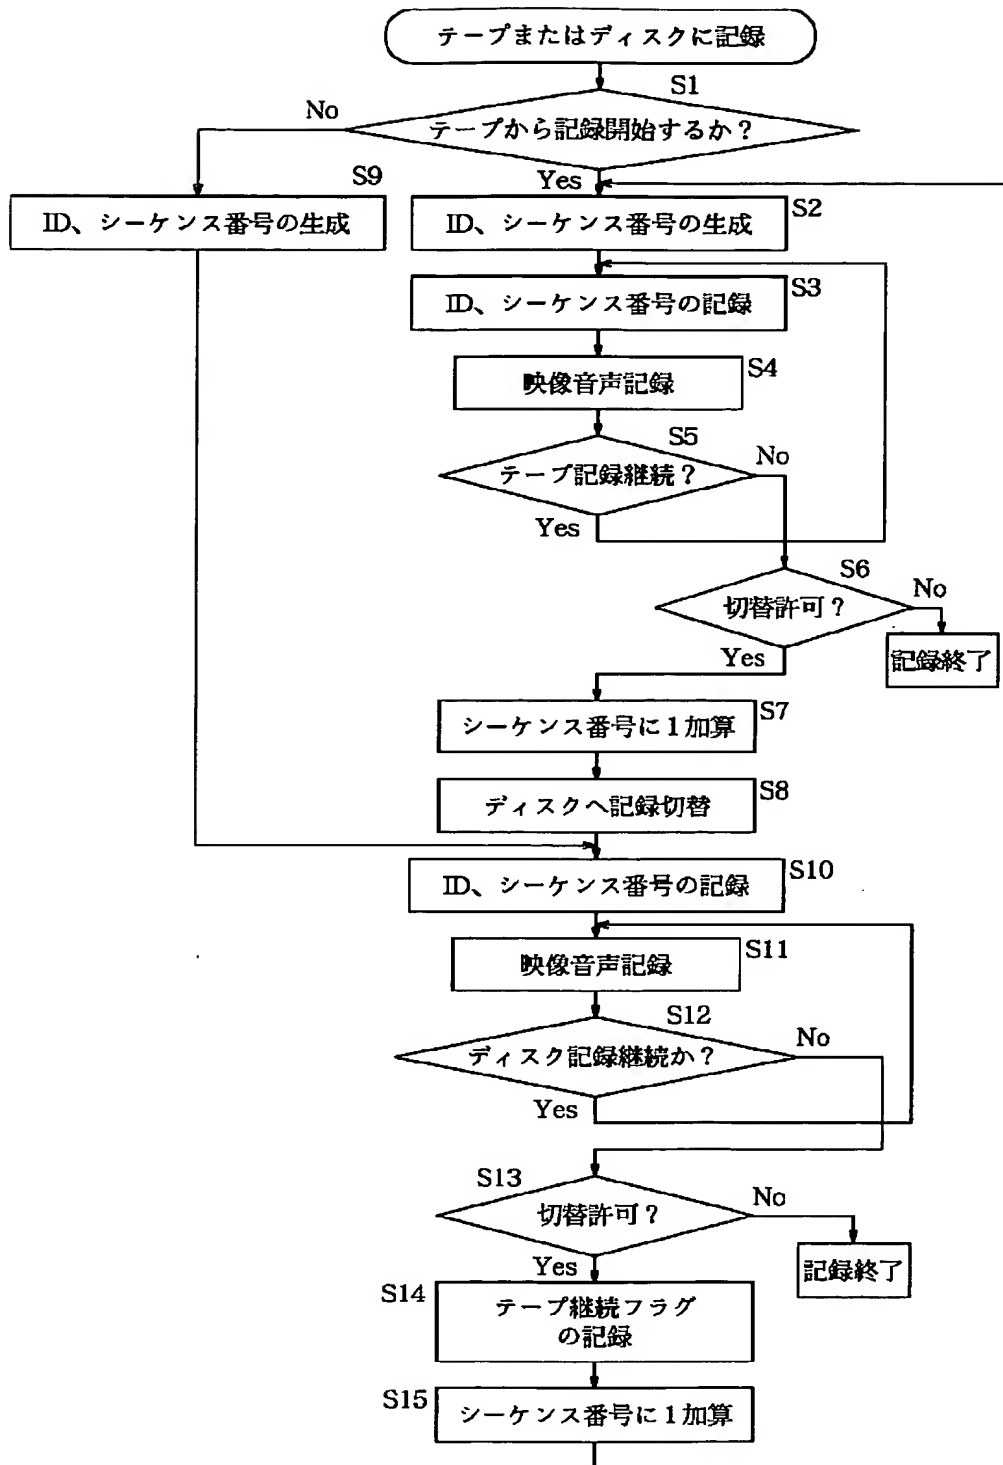 テープまたはディスクに記録
S1
No
テープから記録開始するか？
S9
Yes
ID、シーケンス番号の生成
ID、シーケンス番号の生成
S2
ID、シーケンス番号の記録
S3
映像音声記録
S4
S5
テープ記録継続？
No
Yes
S6
切替許可？
No
Yes
記録終了
シーケンス番号に１加算
S7
ディスクへ記録切替
S8
ID、シーケンス番号の記録
S10
映像音声記録
S11
S12
ディスク記録継続か？
No
Yes
S13
切替許可？
No
Yes
記録終了
S14
テープ継続フラグ
の記録
S15
シーケンス番号に１加算